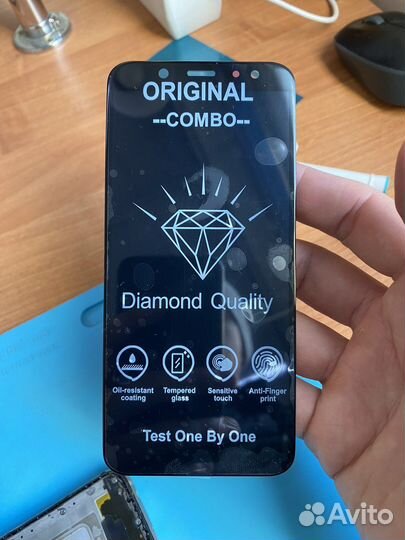 ORIGINAL
--COMBO--
Diamond Quality
Oil-resistant
coating
Tempered
glass
Sensitive
touch
Anti-Finger
print
Test One By One
Avito